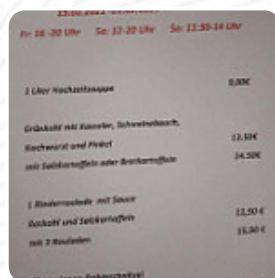 Fr: 16 -20 Uhr   Sa: 12-20 Uhr   So: 11:30-14 Uhr
1 Liter Hochzeitssuppe   9,00€
Grünkohl mit Kasseler, Schweinebauch,
Kochwurst und Pinkel   13,50€
mit Salzkartoffeln oder Bratkartoffeln   14,50€
1 Rinderroulade mit Sauce
Rotkohl und Salzkartoffeln   11,50 €
mit 2 Rouladen   15,90 €